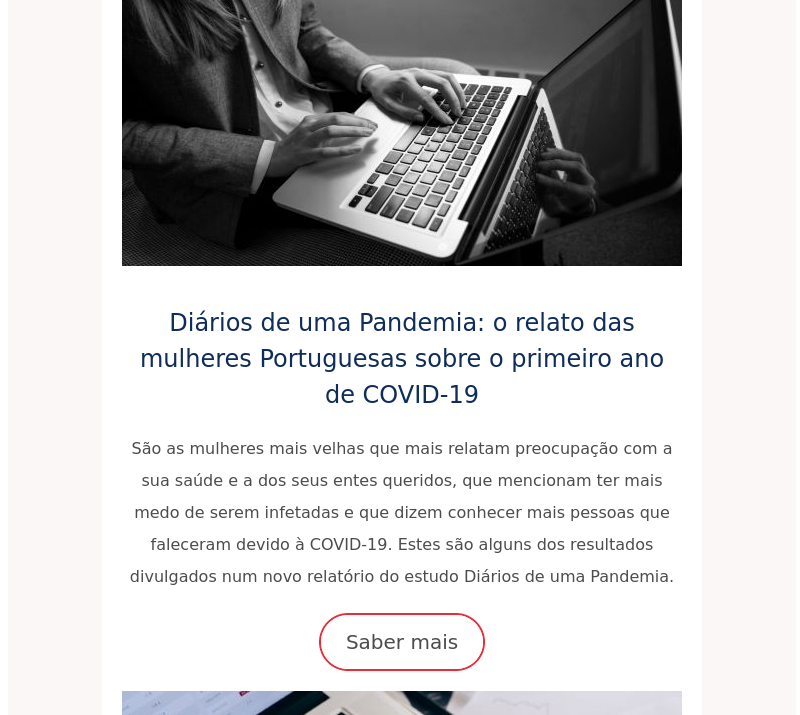 Diários de uma Pandemia: o relato das
mulheres Portuguesas sobre o primeiro ano
de COVID-19
São as mulheres mais velhas que mais relatam preocupação com a
sua saúde e a dos seus entes queridos, que mencionam ter mais
medo de serem infetadas e que dizem conhecer mais pessoas que
faleceram devido à COVID-19. Estes são alguns dos resultados
divulgados num novo relatório do estudo Diários de uma Pandemia.
Saber mais